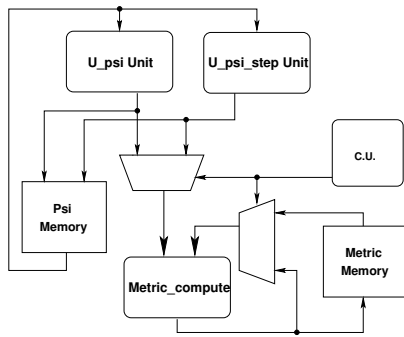 U_psi Unit
U_psi_step Unit
C.U.
Psi
Memory
Metric
Memory
Metric_compute